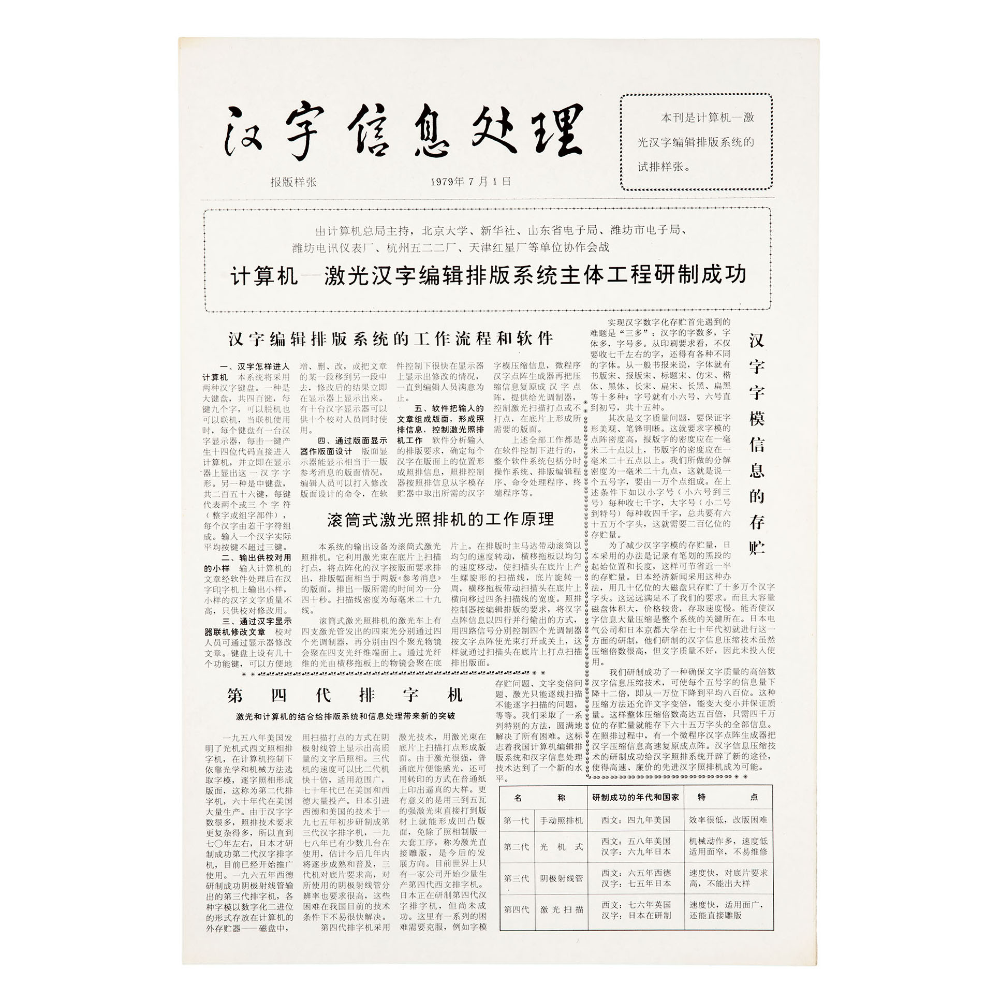 汉字信息处理
报版样张
1979年7月1日
本刊是计算机—激
光汉字编辑排版系统的
试排样张。
由计算机总局主持，北京大学、新华社、山东省电子局、潍坊市电子局、
潍坊电讯仪表厂、杭州五二二厂、天津红星厂等单位协作会战
计算机—激光汉字编辑排版系统主体工程研制成功
汉字编辑排版系统的工作流程和软件
一、汉字怎样进入
计算机 本系统将采用
两种汉字键盘。一种是
大键盘，共四百键，每
键九个字，可以脱机也
可以联机，当联机使用
时，每个键盘有一台汉
字显示器，每击一键产
生十四位代码直接进入
计算机，并立即在显示
器上显出这一汉字字
形。另一种是中键盘，
共二百五十六键，每键
代表两个或三个字符
（整字或组字部件），
每个汉字由若干字符组
成。输入一个汉字实际
平均按键不超过三键。
二、输出供校对用
的小样 输入计算机的
文章经软件处理后在汉
字印字机上输出小样，
小样的汉字文字质量不
高，只供校对修改用。
三、通过汉字显示
器联机修改文章 校对
人员可通过显示器修改
文章。键盘上设有几十
个功能键，可以方便地
增、删、改，或把文章
的某一段移到另一段中
去，修改后的结果立即
在显示器上显示出来。
有十台汉字显示器可以
供十个校对人员同时使
用。
四、通过版面显示
器作版面设计 版面显
示器能显示相当于一版
参考消息的版面情况，
编辑人员可以打入修改
版面设计的命令，在软
件控制下很快在显示器
上显示出修改的情况，
一直到编辑人员满意为
止。
五、软件把输入的
文章组成版面，形成照
排信息，控制激光照排
机工作 软件分析输入
的排版要求，确定每个
汉字在版面上的位置形
成照排信息，照排控制
器按照排信息从字模存
贮器中取出所需的汉字
字模压缩信息，微程序
汉字点阵生成器再把压
缩信息复原成汉字点
阵，提供给光调制器，
控制激光扫描打点或不
打点，在底片上形成所
需要的版面。
上述全部工作都是
在软件控制下进行的，
整个软件系统包括分时
操作系统、排版编辑程
序、命令处理程序、终
端程序等。
滚筒式激光照排机的工作原理
本系统的输出设备为滚筒式激光
照排机。它利用激光束在底片上扫描
打点，将点阵化的汉字按版面要求排
出，排版幅面相当于两版《参考消息》
的版面。排出一版所需的时间为一分
四十秒。扫描线密度为每毫米二十九
线。
滚筒式激光照排机的激光车上有
四支激光管发出的四束光分别通过四
个光调制器，再分别由四个聚光物镜
会聚在四支光纤维端面上。通过光纤
维的光由横移拖板上的物镜会聚在底
片上。在排版时主马达带动滚筒以
均匀的速度转动，横移拖板以均匀
的速度移动，使扫描头在底片上产
生螺旋形的扫描线，底片旋转一
周，横移拖板带动扫描头在底片上
横向移过四条扫描线的宽度。照排
控制器按编辑排版的要求，将汉字
点阵信息以四行并行输出的方式，
用四路信号分别控制四个光调制器
按文字点阵使光束打开或关上，这
样就通过扫描头在底片上打点扫描
排出版面。
汉字字模信息的存贮
实现汉字数字化存贮首先遇到的
难题是“三多”：汉字的字数多，字
体多，字号多。从印刷要求看，不仅
要收七千左右的字，还得有各种不同
的字体。从一般书报来说，字体就有
书版宋、报版宋、标题宋、仿宋、楷
体、黑体、长宋、扁宋、长黑、扁黑
等十多种；字号就有小六号、六号直
到初号，共十五种。
其次是文字质量问题，要保证字
形美观、笔锋明晰。这就要求字模的
点阵密度高，报版字的密度应在一毫
米二十点以上，书版字的密度应在一
毫米二十五点以上。我们所做的分解
密度为一毫米二十九点，这就是说一
个五号字，要由一万个点组成。在上
述条件下如以小字号（小六号到三
号）每种收七千字，大字号（小二号
到特号）每种收四千字，总共要有六
十五万个字头，这就需要二百亿位的
存贮量。
为了减少汉字字模的存贮量，日
本采用的办法是记录有笔划的黑段的
起始位置和长度，这样可节省近一半
的存贮量。日本经济新闻采用这种办
法，用几十亿位的大磁盘只存贮了十多万个汉字
字头。这远远满足不了我们的要求。而且大容量
磁盘体积大，价格较贵，存取速度慢。能否使汉
字信息大量压缩是整个系统的关键所在。日本电
气公司和日本京都大学在七十年代初就进行这一
方面的研制，他们研制的汉字信息压缩技术虽然
压缩倍数很高，但文字质量不好，因此未投入使
用。
我们研制成功了一种确保文字质量的高倍数
汉字信息压缩技术，可使每个五号字的信息量下
降十二倍，即从一万位下降到平均八百位。这种
压缩方法还允许文字变倍，能变大变小并保证质
量。这样整体压缩倍数高达五百倍，只需四千万
位的存贮量就能存下六十五万字头的全部信息。
在照排过程中，有一个微程序汉字点阵生成器把
汉字压缩信息高速复原成点阵。汉字信息压缩技
术的研制成功给汉字照排系统开辟了新的途径，
使得高速、廉价的先进汉字照排机成为可能。
第四代排字机
激光和计算机的结合给排版系统和信息处理带来新的突破
一九五八年美国发
明了光机式西文照相排
字机，在计算机控制下
依靠光学和机械方法选
取字模，逐字照相形成
版面，这称为第二代排
字机，六十年代在美国
大量生产。由于汉字字
数很多，照排技术要求
更复杂得多，所以直到
七〇年左右，日本才研
制成功第二代汉字排字
机，目前已经开始推广
使用。一九六五年西德
研制成功阴极射线管输
出的第三代排字机，各
种字模以数字化二进位
的形式存放在计算机的
外存贮器——磁盘中，
用扫描打点的方式在阴
极射线管上显示出高质
量的文字后照相。三代
机的速度可以比二代机
快十倍，适用范围广，
七十年代已在美国和西
德大量投产。日本引进
西德和美国的技术于一
九七五年初步研制成第
三代汉字排字机，一九
七八年已有少数几台在
使用，估计今后几年内
将逐步成熟和普及，三
代机对底片要求高，对
所使用的阴极射线管分
辨率也要求很高，这些
困难在我国目前的技术
条件下不易很快解决。
第四代排字机采用
激光技术，用激光束在
底片上扫描打点形成版
面。由于激光很强，普
通底片便能感光，还可
用转印的方式在普通纸
上印出逼真的大样。更
有意义的是用三到五瓦
的强激光束直接打到版
材上就能形成凹凸版
面，免除了照相制版一
大套工序，称为激光直
接雕版，是今后的发
展方向。目前世界上只
有一家公司开始少量生
产第四代西文排字机。
日本正在研制第四代汉
字排字机，但尚未成
功。这里有一系列的困
难需要克服，例如字模
存贮问题、文字变倍问
题、激光只能逐线扫描
不能逐字扫描的问题，
等等。我们采取了一系
列特别的方法，圆满地
解决了所有困难。这标
志着我国计算机编辑排
版系统和汉字信息处理
技术达到了一个新的水
平。
名称 研制成功的年代和国家 特点
第一代 手动照排机 西文：四九年美国 效率很低，改版困难
第二代 光机式 西文：五八年美国 机械动作多，速度低
汉字：六九年日本 适用面窄，不易维修
第三代 阴极射线管 西文：六五年西德 速度快，对底片要求
汉字：七五年日本 高，不能出大样
第四代 激光扫描 西文：七六年英国 速度快，适用面广，
汉字：日本在研制 还能直接雕版